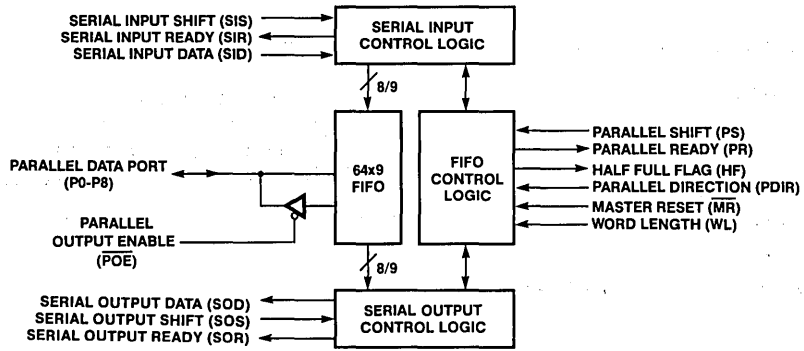 SERIAL INPUT SHIFT (SIS)
SERIAL INPUT READY (SIR)
SERIAL INPUT DATA (SID)
SERIAL INPUT
CONTROL LOGIC
8/9
PARALLEL DATA PORT
(P0-P8)
PARALLEL
OUTPUT ENABLE
(P̅O̅E̅)
64x9
FIFO
FIFO
CONTROL
LOGIC
PARALLEL SHIFT (PS)
PARALLEL READY (PR)
HALF FULL FLAG (HF)
PARALLEL DIRECTION (PDIR)
MASTER RESET (M̅R̅)
WORD LENGTH (WL)
8/9
SERIAL OUTPUT DATA (SOD)
SERIAL OUTPUT SHIFT (SOS)
SERIAL OUTPUT READY (SOR)
SERIAL OUTPUT
CONTROL LOGIC